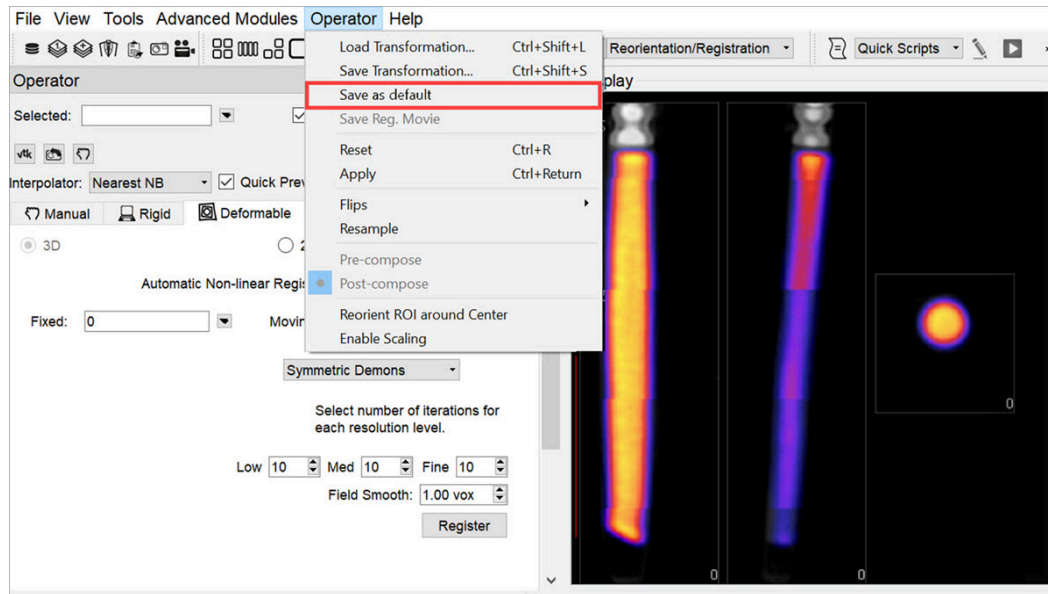 File View Tools Advanced Modules Operator Help
Reorientation/Registration
Quick Scripts
Operator
play
Selected:
Load Transformation... Ctrl+Shift+L
Save Transformation... Ctrl+Shift+S
Save as default
Save Reg. Movie
Reset Ctrl+R
Apply Ctrl+Return
Flips
Resample
Pre-compose
Post-compose
Reorient ROI around Center
Enable Scaling
vtk
Interpolator: Nearest NB Quick Prev
Manual Rigid Deformable
3D 2
Automatic Non-linear Regis
Fixed: 0 Movin
Symmetric Demons
Select number of iterations for
each resolution level.
Low 10 Med 10 Fine 10
Field Smooth: 1.00 vox
Register
0
0
0